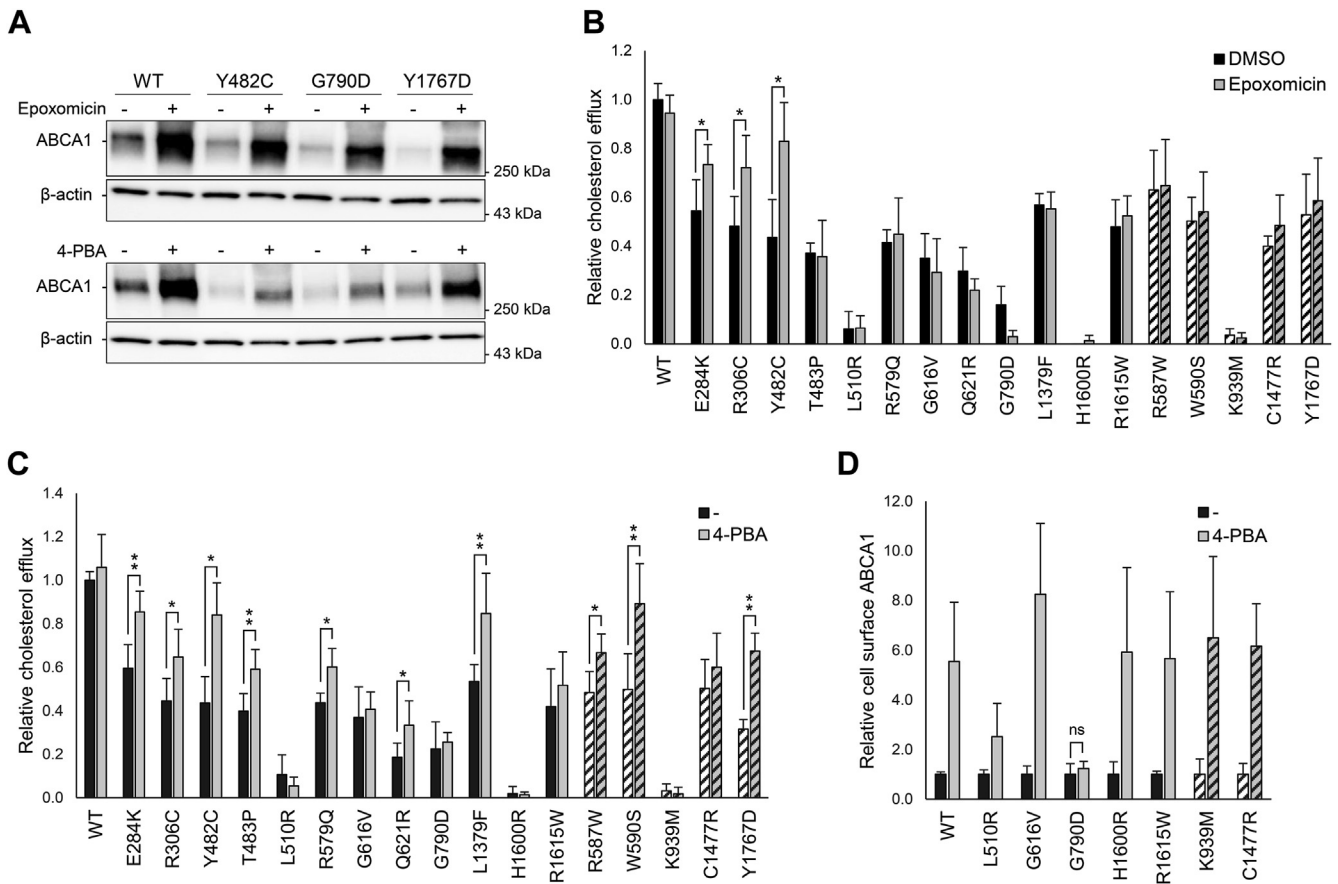 A
WT Y482C G790D Y1767D
Epoxomicin - + - + - + - +
ABCA1
250 kDa
β-actin
43 kDa
4-PBA - + - + - + - +
ABCA1
250 kDa
β-actin
43 kDa
B
Relative cholesterol efflux
1.2
1.0
0.8
0.6
0.4
0.2
0.0
* * *
DMSO
Epoxomicin
WT E284K R306C Y482C T483P L510R R579Q G616V Q621R G790D L1379F H1600R R1615W R587W W590S K939M C1477R Y1767D
C
Relative cholesterol efflux
1.4
1.2
1.0
0.8
0.6
0.4
0.2
0.0
** * * ** * * ** * ** **
-
4-PBA
WT E284K R306C Y482C T483P L510R R579Q G616V Q621R G790D L1379F H1600R R1615W R587W W590S K939M C1477R Y1767D
D
Relative cell surface ABCA1
12.0
10.0
8.0
6.0
4.0
2.0
0.0
ns
-
4-PBA
WT L510R G616V G790D H1600R R1615W K939M C1477R